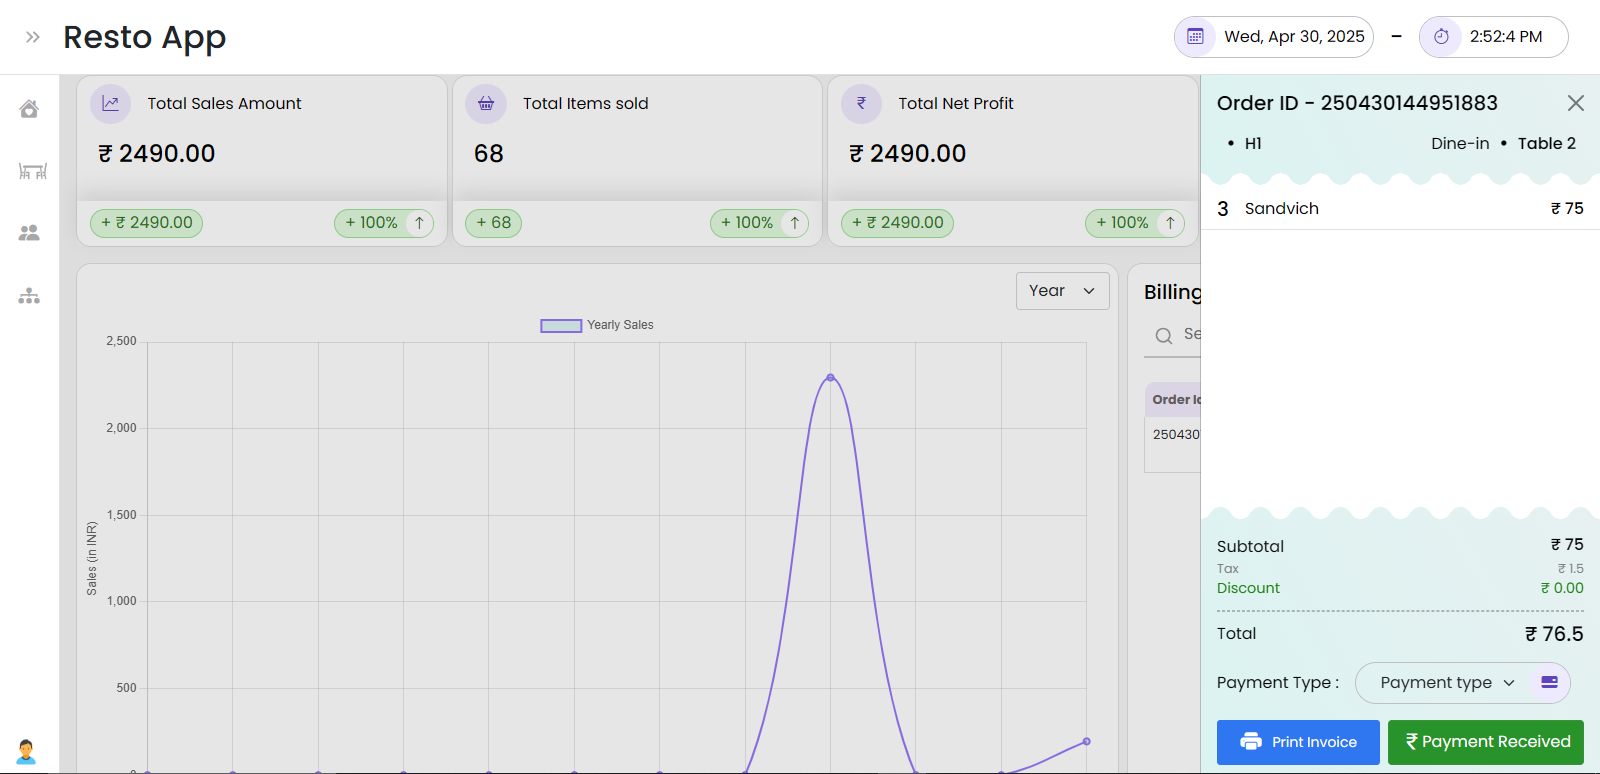 Resto App
Wed, Apr 30, 2025 – 2:52:4 PM
Total Sales Amount
₹ 2490.00
+ ₹ 2490.00 + 100% ↑
Total Items sold
68
+ 68 + 100% ↑
Total Net Profit
₹ 2490.00
+ ₹ 2490.00 + 100% ↑
Year
Yearly Sales
2,500
2,000
1,500
1,000
500
0
Sales (in INR)
Billing
Se
Order Id
250430
Order ID - 250430144951883
• H1 Dine-in • Table 2
3 Sandvich ₹ 75
Subtotal ₹ 75
Tax ₹ 1.5
Discount ₹ 0.00
Total ₹ 76.5
Payment Type : Payment type
Print Invoice
₹ Payment Received